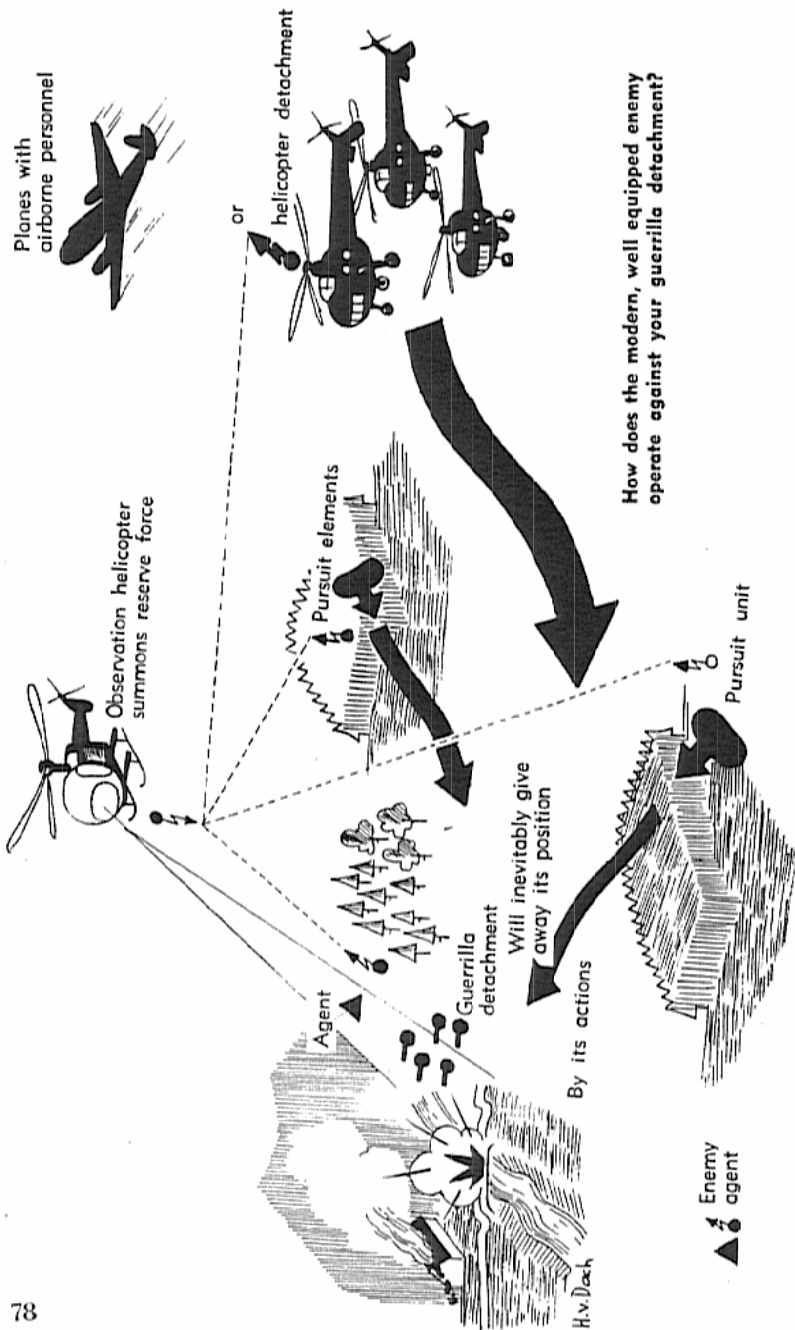 78
Planes with
airborne personnel
or
helicopter detachment
Observation helicopter
summons reserve force
Pursuit elements
Agent
Guerrilla
detachment
Will inevitably give
away its position
By its actions
Pursuit unit
How does the modern, well equipped enemy
operate against your guerrilla detachment?
Enemy
agent
H.v.Dach